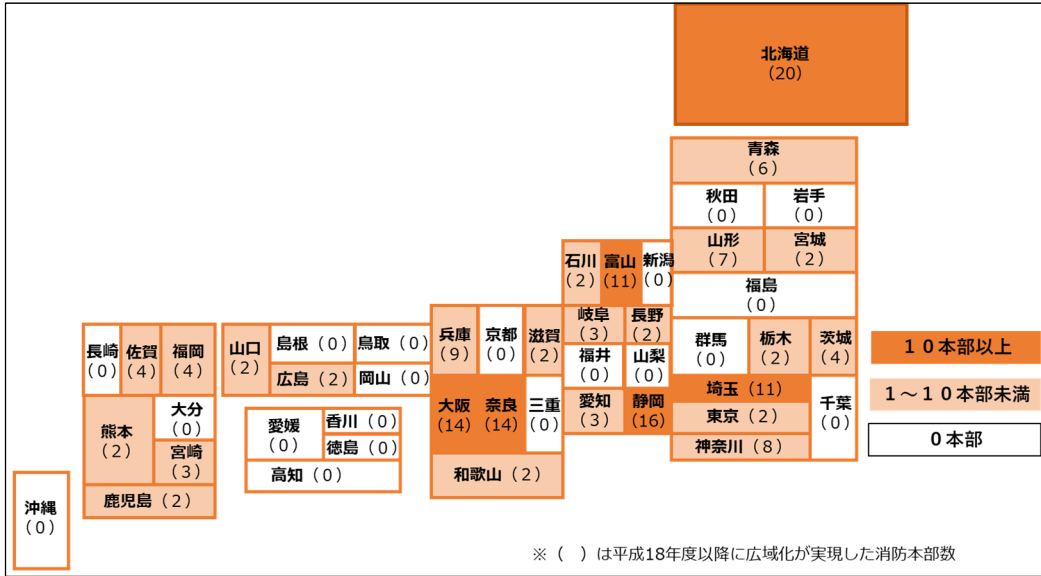 北海道
（20）
青森
（6）
秋田
（0）
岩手
（0）
山形
（7）
宮城
（2）
石川
（2）
富山
（11）
新潟
（0）
福島
（0）
兵庫
（9）
京都
（0）
滋賀
（2）
岐阜
（3）
長野
（2）
群馬
（0）
栃木
（2）
茨城
（4）
長崎
（0）
佐賀
（4）
福岡
（4）
山口
（2）
島根（0）
鳥取（0）
広島（2）
岡山（0）
福井
（0）
山梨
（0）
大阪
（14）
奈良
（14）
三重
（0）
愛知
（3）
静岡
（16）
埼玉（11）
東京（2）
神奈川（8）
千葉
（0）
熊本
（2）
大分
（0）
宮崎
（3）
鹿児島（2）
愛媛
（0）
香川（0）
徳島（0）
高知（0）
和歌山（2）
沖縄
（0）
１０本部以上
１～１０本部未満
０本部
※（　）は平成18年度以降に広域化が実現した消防本部数